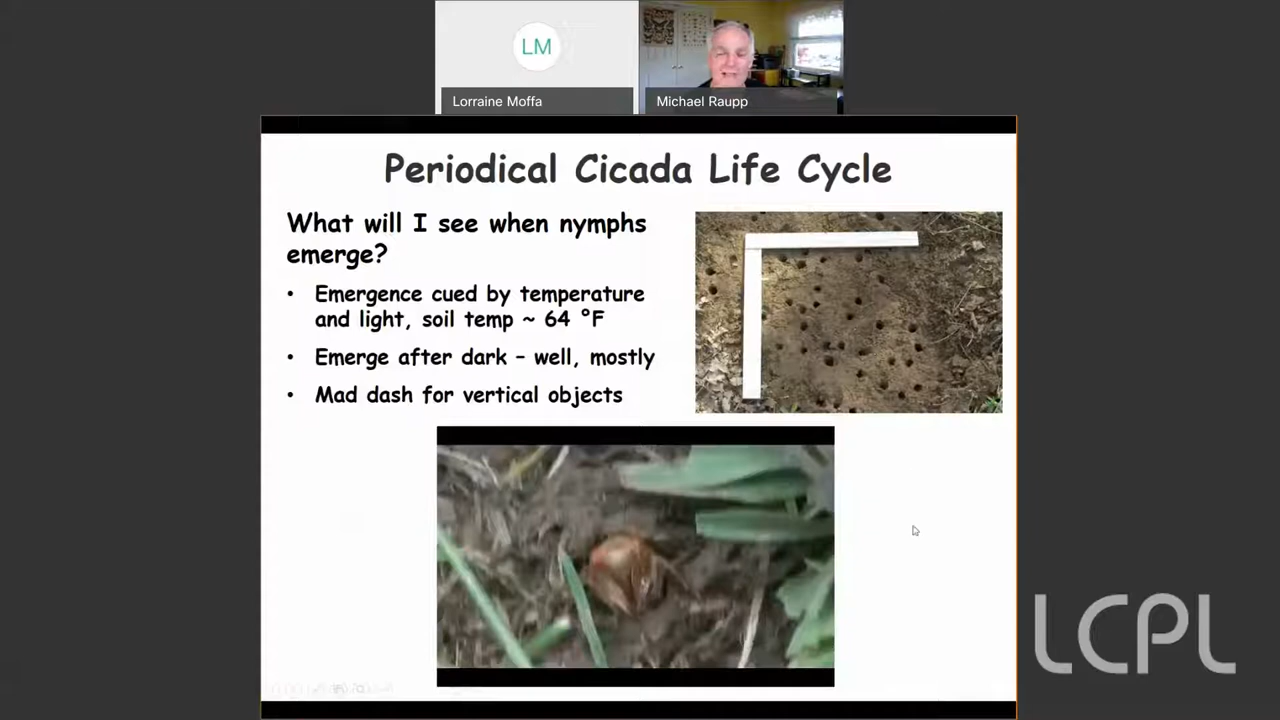 LM
Lorraine Moffa
Michael Raupp
Periodical Cicada Life Cycle
What will I see when nymphs
emerge?
• Emergence cued by temperature
and light, soil temp ~ 64 °F
• Emerge after dark – well, mostly
• Mad dash for vertical objects
LCPL